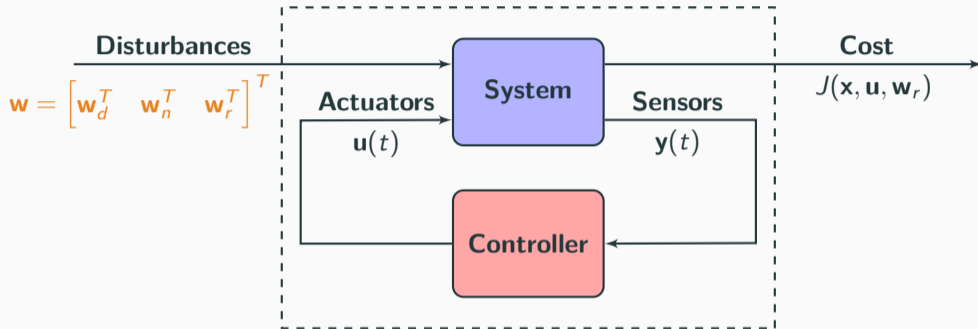 Disturbances
w = [w_d^T w_n^T w_r^T]^T
System
Cost
J(x, u, w_r)
Actuators
u(t)
Sensors
y(t)
Controller